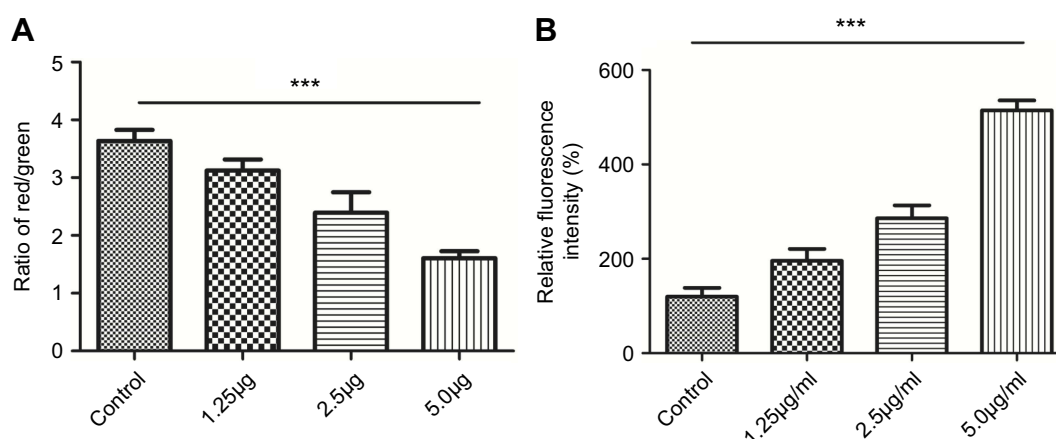 A
***
5
4
3
2
1
0
Ratio of red/green
Control
1.25µg
2.5µg
5.0µg
B
***
600
400
200
0
Relative fluorescence
intensity (%)
Control
1.25µg/ml
2.5µg/ml
5.0µg/ml